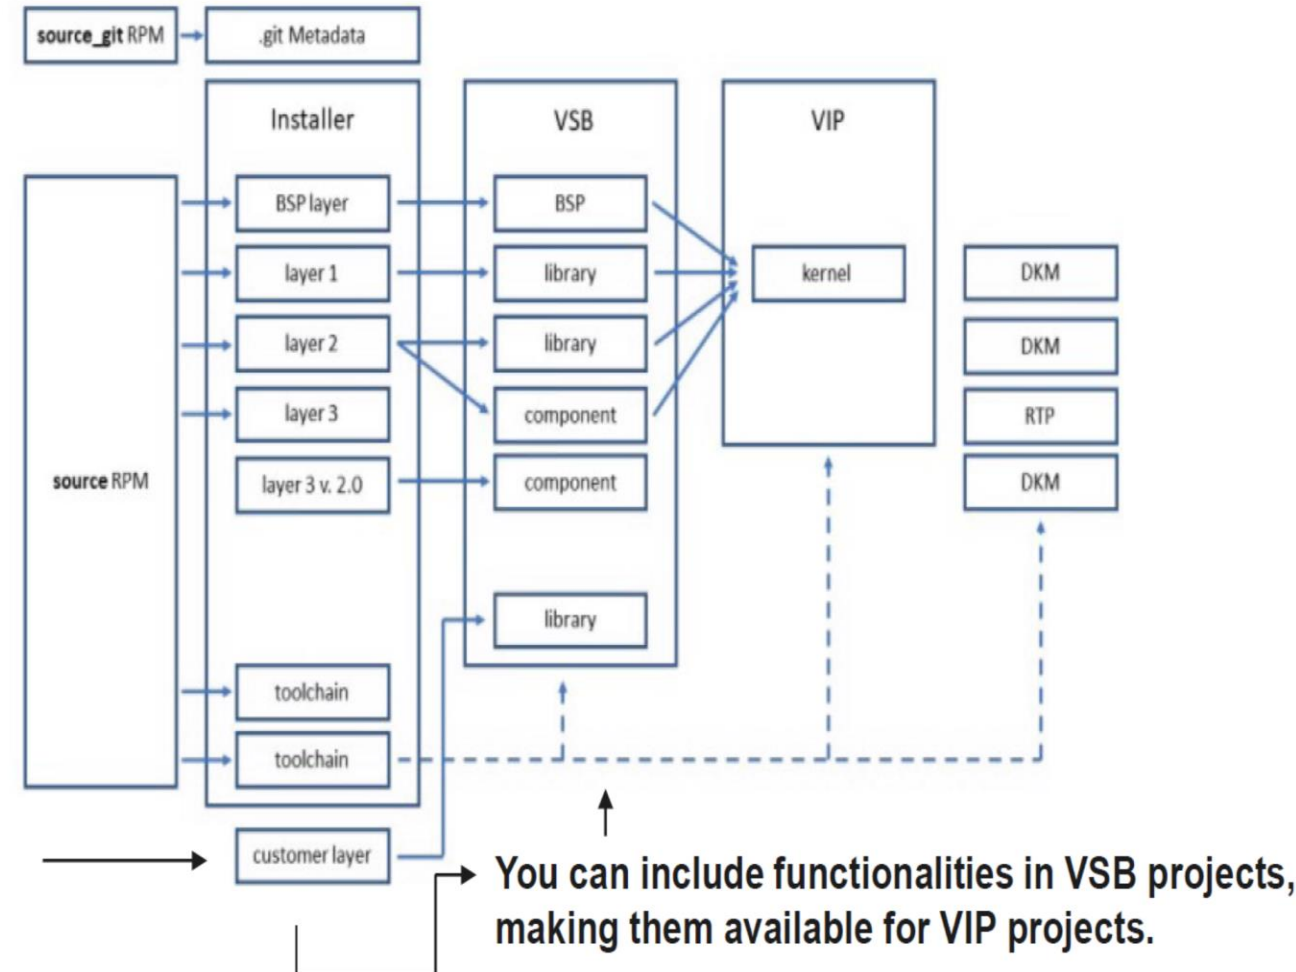 source_git RPM
.git Metadata
Installer
VSB
VIP
BSP layer
BSP
layer 1
library
kernel
DKM
layer 2
library
DKM
layer 3
component
RTP
source RPM
layer 3 v. 2.0
component
DKM
library
toolchain
toolchain
customer layer
You can include functionalities in VSB projects,
making them available for VIP projects.